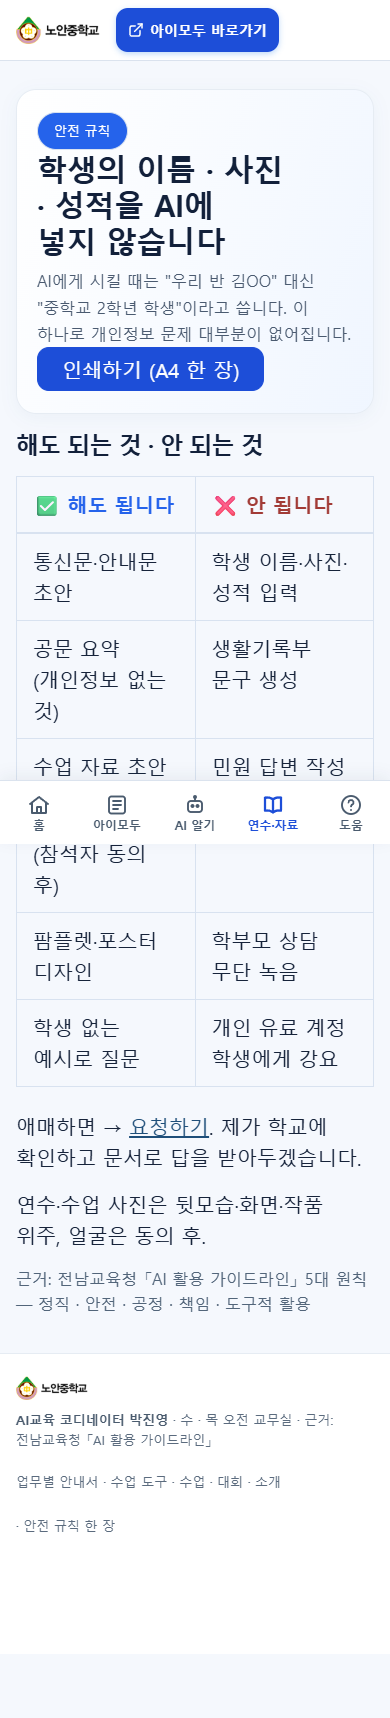 노안중학교
아이모두 바로가기
안전 규칙
학생의 이름 · 사진
· 성적을 AI에
넣지 않습니다
AI에게 시킬 때는 "우리 반 김OO" 대신
"중학교 2학년 학생"이라고 씁니다. 이
하나로 개인정보 문제 대부분이 없어집니다.
인쇄하기 (A4 한 장)
해도 되는 것 · 안 되는 것
✅ 해도 됩니다
❌ 안 됩니다
통신문·안내문
초안
학생 이름·사진·
성적 입력
공문 요약
(개인정보 없는
것)
생활기록부
문구 생성
수업 자료 초안
민원 답변 작성
홈
아이모두
AI 알기
연수·자료
도움
(참석자 동의
후)
팜플렛·포스터
디자인
학부모 상담
무단 녹음
학생 없는
예시로 질문
개인 유료 계정
학생에게 강요
애매하면 → 요청하기. 제가 학교에
확인하고 문서로 답을 받아두겠습니다.
연수·수업 사진은 뒷모습·화면·작품
위주, 얼굴은 동의 후.
근거: 전남교육청 「AI 활용 가이드라인」 5대 원칙
— 정직 · 안전 · 공정 · 책임 · 도구적 활용
노안중학교
AI교육 코디네이터 박진영 · 수 · 목 오전 교무실 · 근거:
전남교육청 「AI 활용 가이드라인」
업무별 안내서 · 수업 도구 · 수업 · 대회 · 소개
· 안전 규칙 한 장